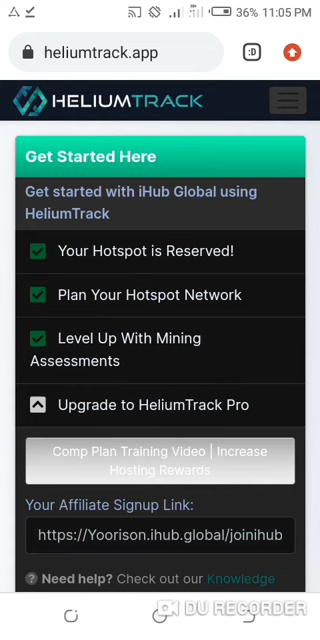 36% 11:05 PM
heliumtrack.app
:D
HELIUMTRACK
Get Started Here
Get started with iHub Global using
HeliumTrack
Your Hotspot is Reserved!
Plan Your Hotspot Network
Level Up With Mining
Assessments
Upgrade to HeliumTrack Pro
Comp Plan Training Video | Increase
Hosting Rewards
Your Affiliate Signup Link:
https://Yoorison.ihub.global/joinihub
Need help? Check out our Knowledge
DU RECORDER